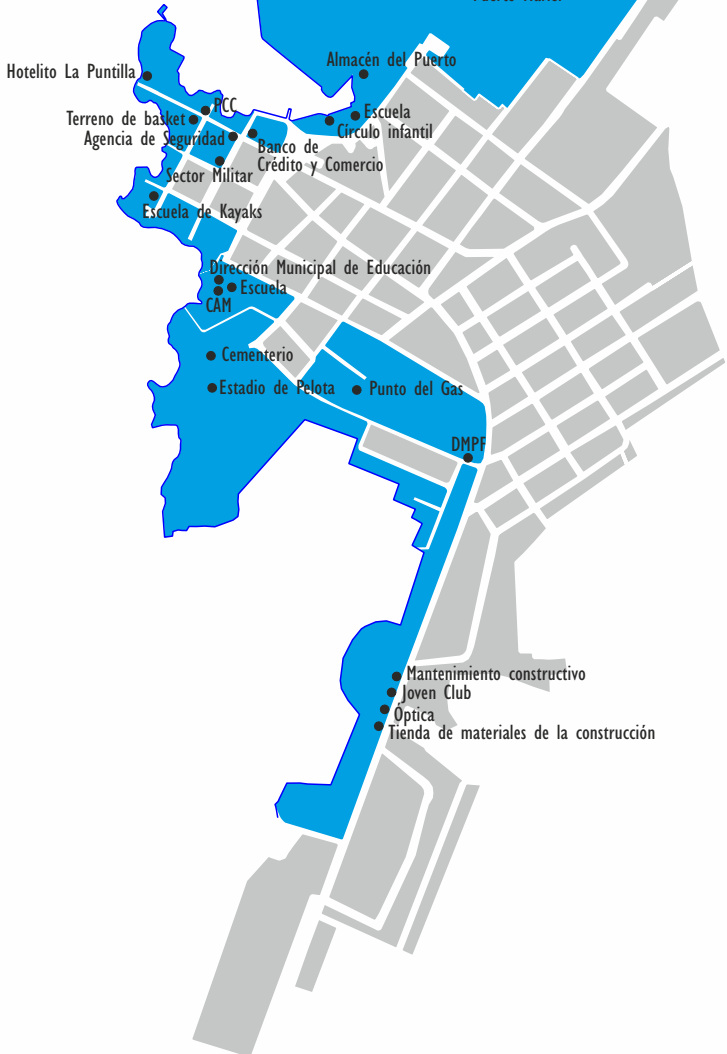 Almacén del Puerto
Hotelito La Puntilla
PCC
Escuela
Terreno de basket
Círculo infantil
Agencia de Seguridad
Banco de
Crédito y Comercio
Sector Militar
Escuela de Kayaks
Dirección Municipal de Educación
Escuela
CAM
Cementerio
Estadio de Pelota
Punto del Gas
DMPF
Mantenimiento constructivo
Joven Club
Óptica
Tienda de materiales de la construcción